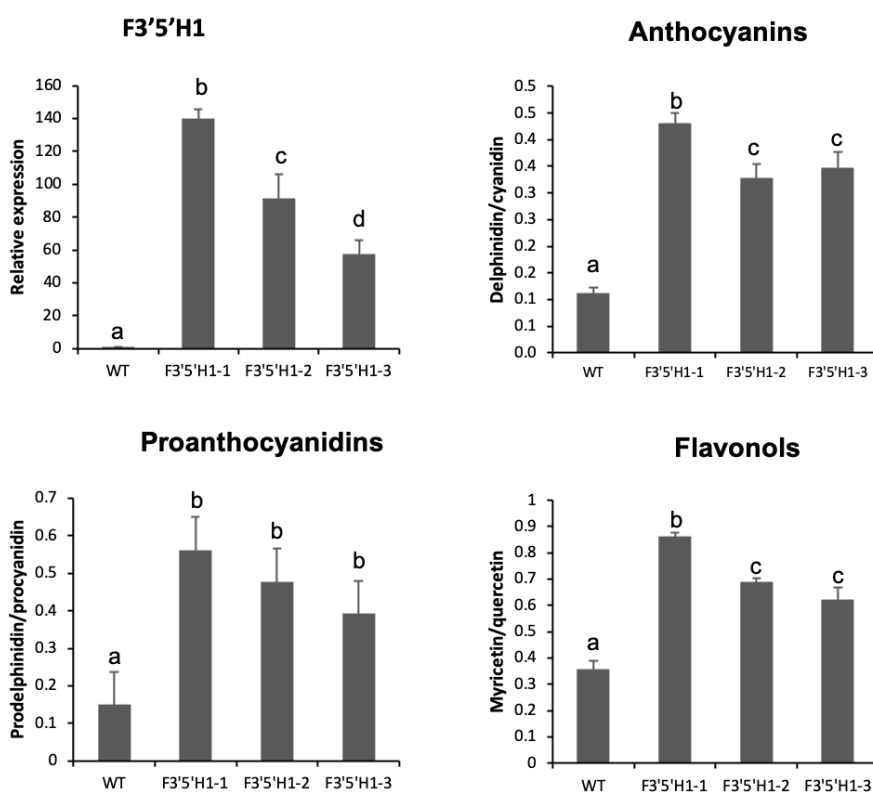 F3'5'H1
Relative expression
160
140
120
100
80
60
40
20
0
a
b
c
d
WT
F3'5'H1-1
F3'5'H1-2
F3'5'H1-3
Anthocyanins
Delphinidin/cyanidin
0.5
0.5
0.4
0.4
0.3
0.3
0.2
0.2
0.1
0.1
0.0
a
b
c
c
WT
F3'5'H1-1
F3'5'H1-2
F3'5'H1-3
Proanthocyanidins
Prodelphinidin/procyanidin
0.7
0.6
0.5
0.4
0.3
0.2
0.1
0
a
b
b
b
WT
F3'5'H1-1
F3'5'H1-2
F3'5'H1-3
Flavonols
Myricetin/quercetin
1
0.9
0.8
0.7
0.6
0.5
0.4
0.3
0.2
0.1
0
a
b
c
c
WT
F3'5'H1-1
F3'5'H1-2
F3'5'H1-3